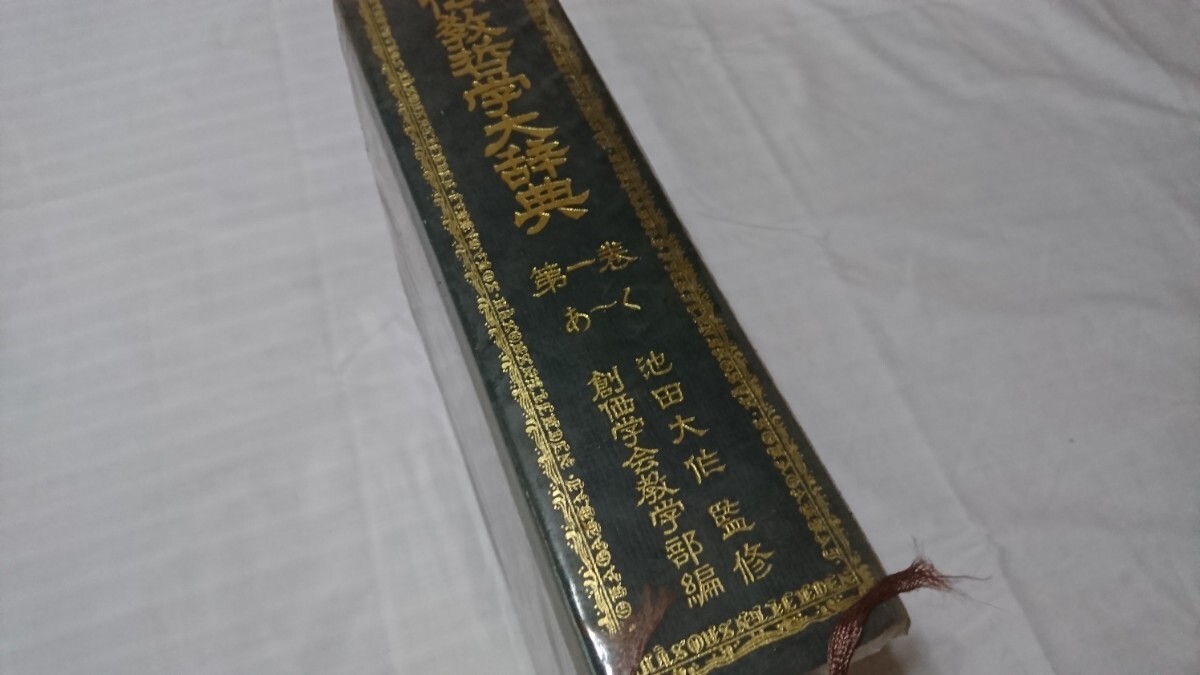 仏教哲学大辞典
第一巻
あ〜く
池田大作監修
創価学会教学部編